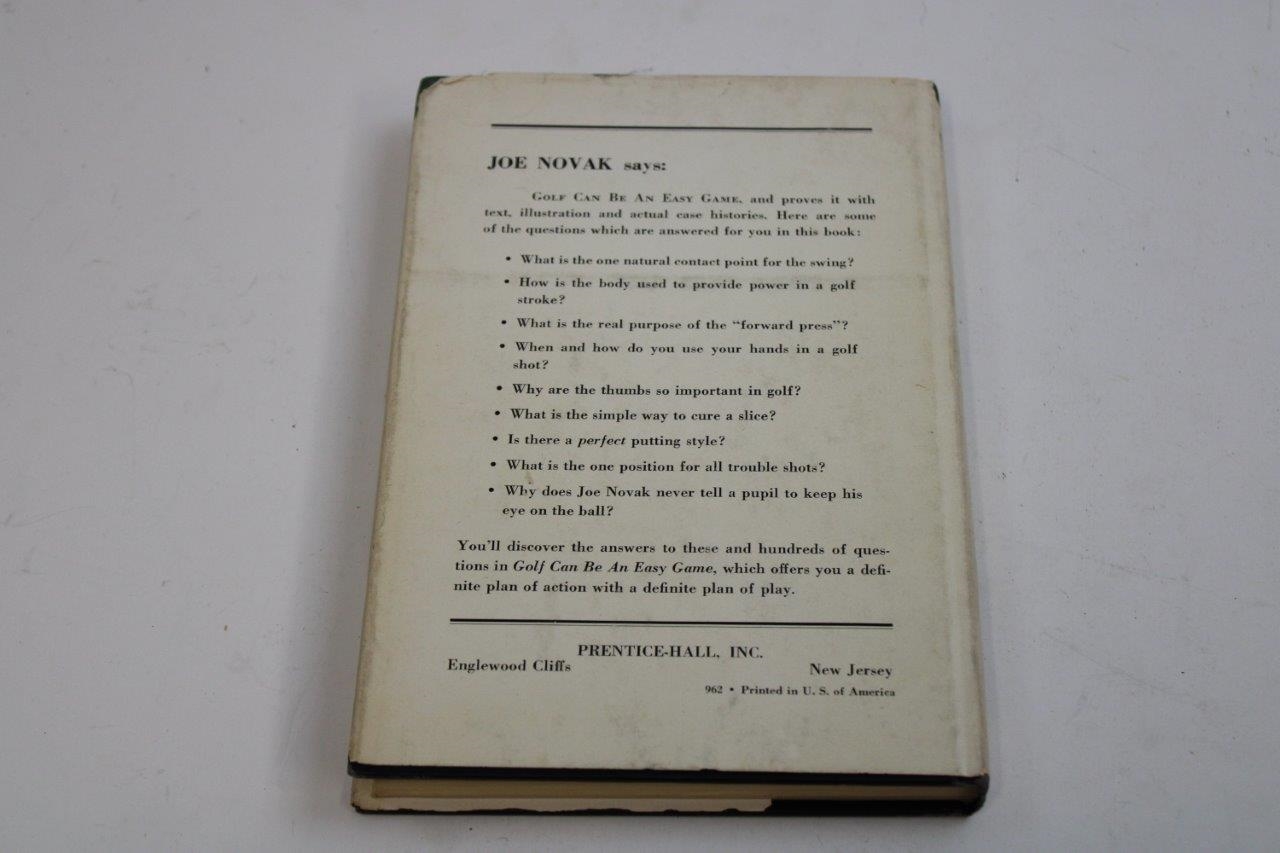 JOE NOVAK says:
GOLF CAN BE AN EASY GAME, and proves it with
text, illustration and actual case histories. Here are some
of the questions which are answered for you in this book:
• What is the one natural contact point for the swing?
• How is the body used to provide power in a golf
stroke?
• What is the real purpose of the "forward press"?
• When and how do you use your hands in a golf
shot?
• Why are the thumbs so important in golf?
• What is the simple way to cure a slice?
• Is there a perfect putting style?
• What is the one position for all trouble shots?
• Why does Joe Novak never tell a pupil to keep his
eye on the ball?
You'll discover the answers to these and hundreds of ques-
tions in Golf Can Be An Easy Game, which offers you a defi-
nite plan of action with a definite plan of play.
PRENTICE-HALL, INC.
Englewood Cliffs New Jersey
962 • Printed in U. S. of America